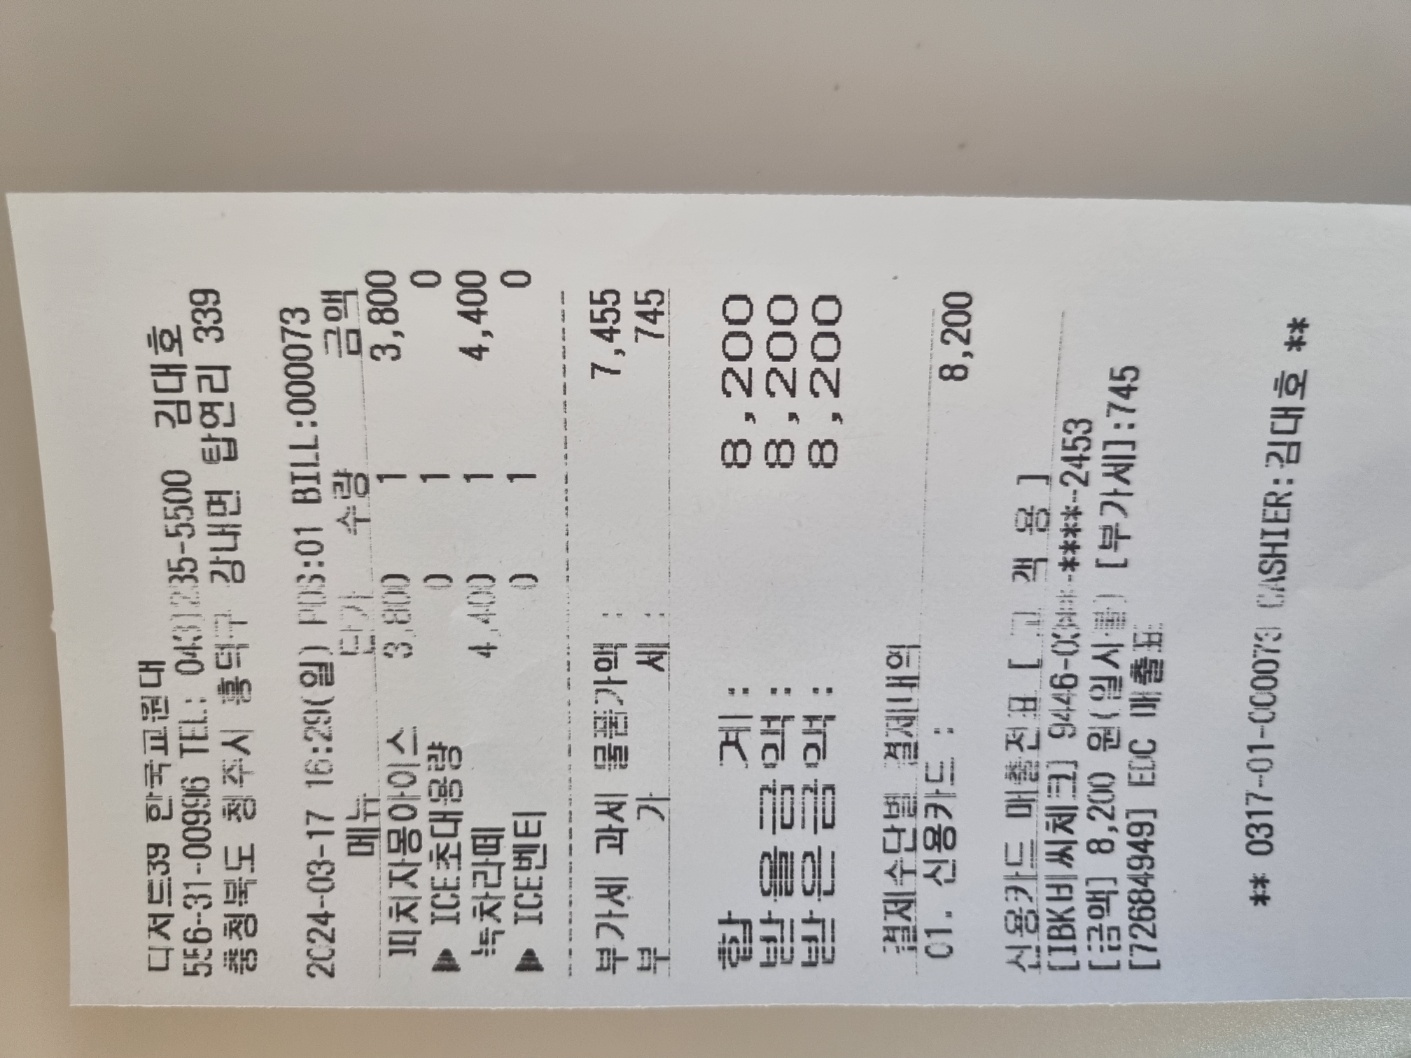 디저트39 한국교원대
556-31-00996 TEL: 043)235-5500 김대호
충청북도 청주시 흥덕구 강내면 탑연리 339
2024-03-17 16:29(일) POS:01 BILL:000073
메뉴 단가 수량 금액
피치자몽아이스 3,800 1 3,800
▶ ICE초대용량 0 1 0
녹차라떼 4,400 1 4,400
▶ ICE벤티 0 1 0
부가세 과세 물품가액 : 7,455
부 가 세 : 745
합 계 : 8,200
받을금액 : 8,200
받은금액 : 8,200
결제수단별 결제내역
01. 신용카드 : 8,200
신용카드 매출전표 [ 고 객 용 ]
[IBK비씨체크] 9446-03**-****-2453
[금액] 8,200 원(일시불) [부가세]:745
[72684949] EDC 매출표
** 0317-01-000073 CASHIER:김대호 **